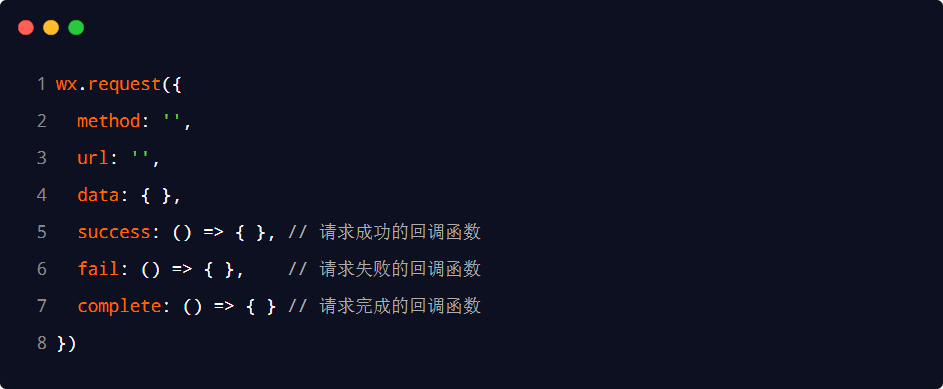 1 wx.request({
2   method: '',
3   url: '',
4   data: { },
5   success: () => { }, // 请求成功的回调函数
6   fail: () => { },    // 请求失败的回调函数
7   complete: () => { } // 请求完成的回调函数
8 })